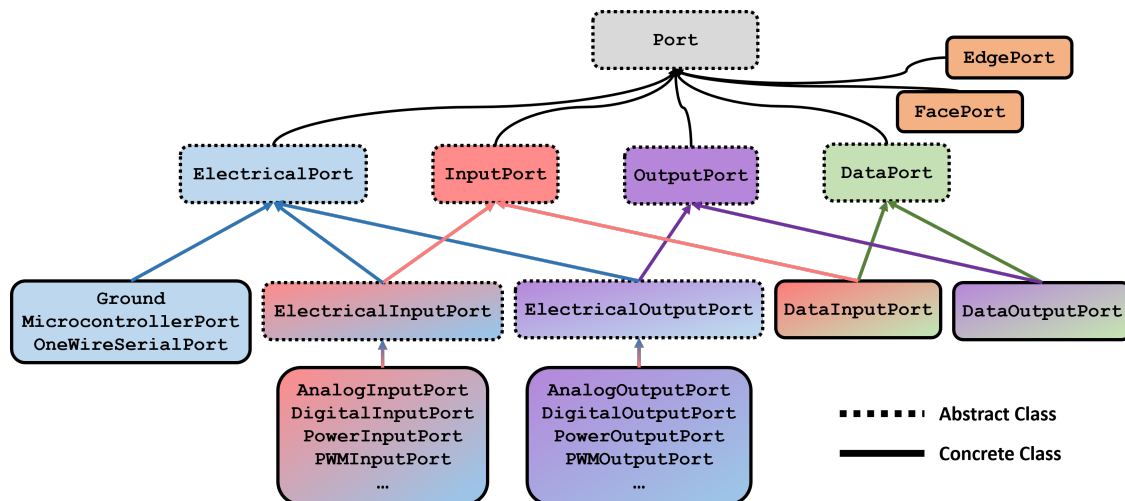 Port
EdgePort
FacePort
ElectricalPort
InputPort
OutputPort
DataPort
Ground
MicrocontrollerPort
OneWireSerialPort
ElectricalInputPort
ElectricalOutputPort
DataInputPort
DataOutputPort
AnalogInputPort
DigitalInputPort
PowerInputPort
PWMInputPort
…
AnalogOutputPort
DigitalOutputPort
PowerOutputPort
PWMOutputPort
…
Abstract Class
Concrete Class